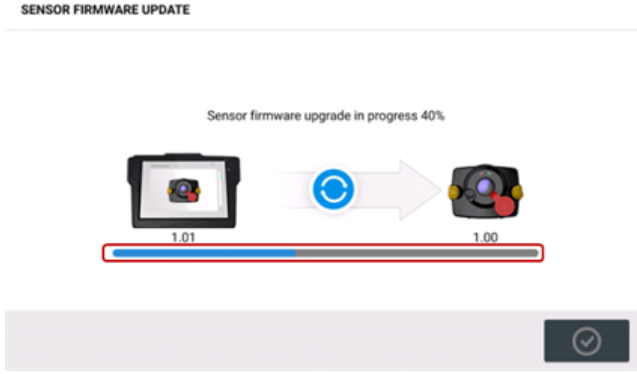 SENSOR FIRMWARE UPDATE
Sensor firmware upgrade in progress 40%
1.01
1.00